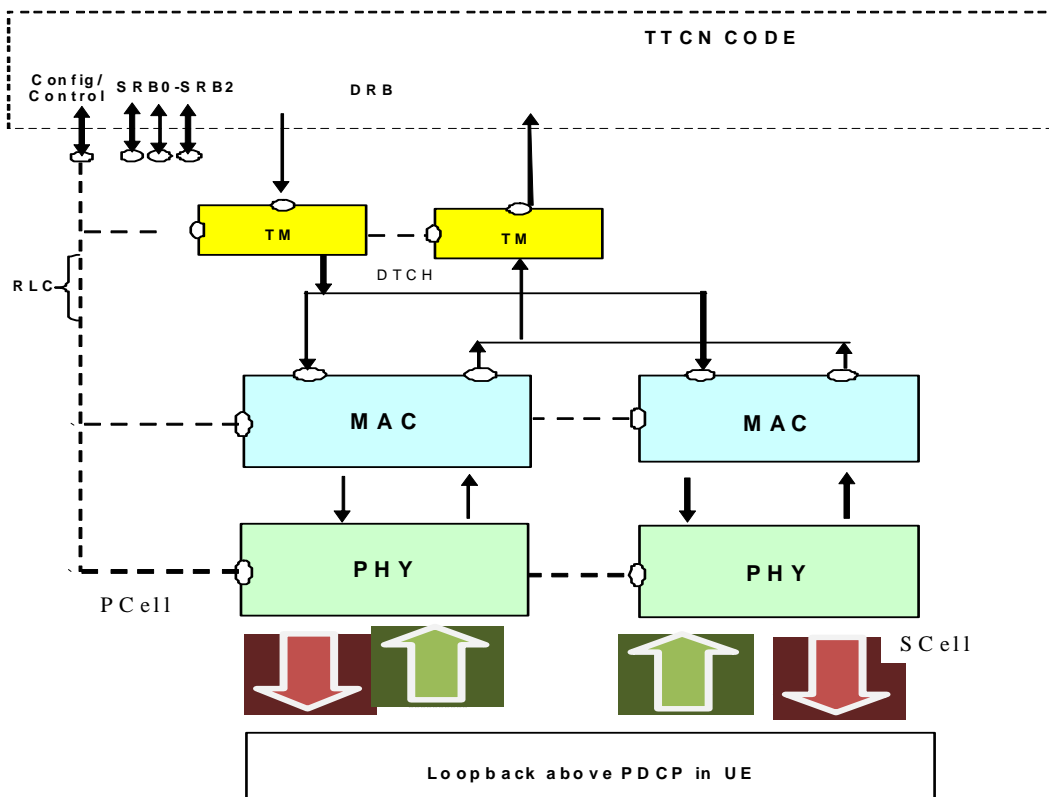 TTCN CODE
Config/
Control
SRB0-SRB2
DRB
TM
TM
DTCH
RLC
MAC
MAC
PHY
PHY
PCell
SCell
Loopback above PDCP in UE